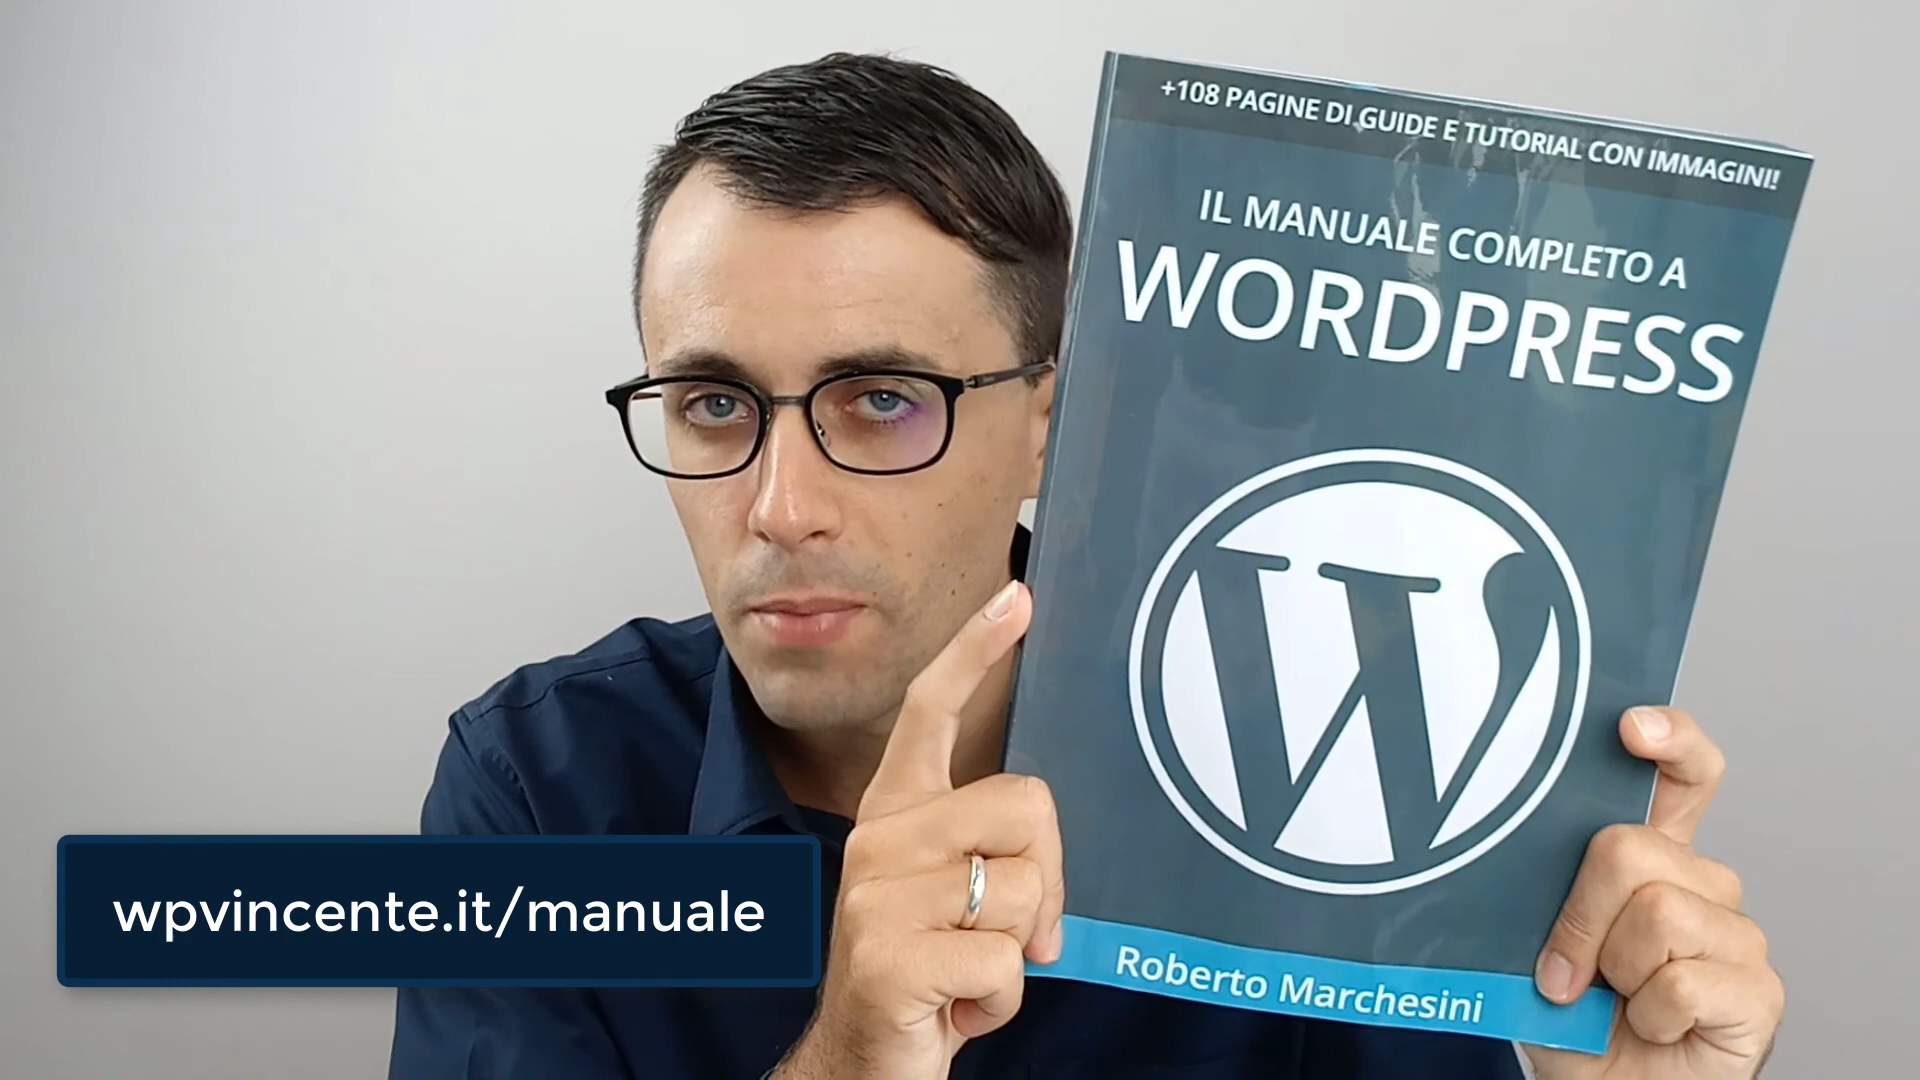 +108 PAGINE DI GUIDE E TUTORIAL CON IMMAGINI!
IL MANUALE COMPLETO A
WORDPRESS
Roberto Marchesini
wpvincente.it/manuale